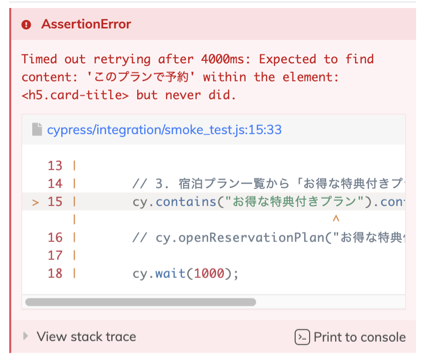 AssertionError
Timed out retrying after 4000ms: Expected to find
content: 'このプランで予約' within the element:
<h5.card-title> but never did.
cypress/integration/smoke_test.js:15:33
13 |
14 | // 3. 宿泊プラン一覧から「お得な特典付きプ
> 15 | cy.contains("お得な特典付きプラン").con
| ^
16 | // cy.openReservationPlan("お得な特典
17 |
18 | cy.wait(1000);
View stack trace
Print to console